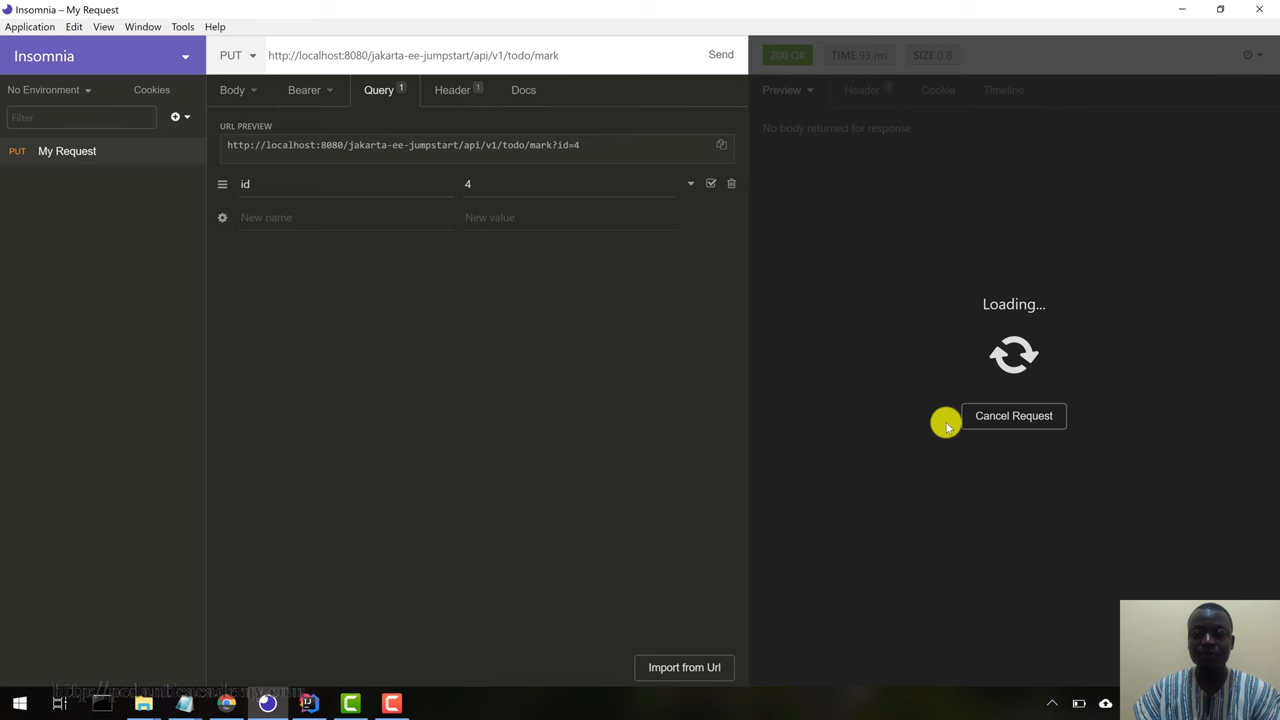 Insomnia – My Request
Application Edit View Window Tools Help
Insomnia
PUT http://localhost:8080/jakarta-ee-jumpstart/api/v1/todo/mark Send
200 OK TIME 93 ms SIZE 0 B
No Environment Cookies
Body Bearer Query 1 Header 1 Docs
Preview Header Cookie Timeline
Filter
URL PREVIEW
No body returned for response
http://localhost:8080/jakarta-ee-jumpstart/api/v1/todo/mark?id=4
PUT My Request
id 4
New name New value
Loading...
Cancel Request
Import from Url